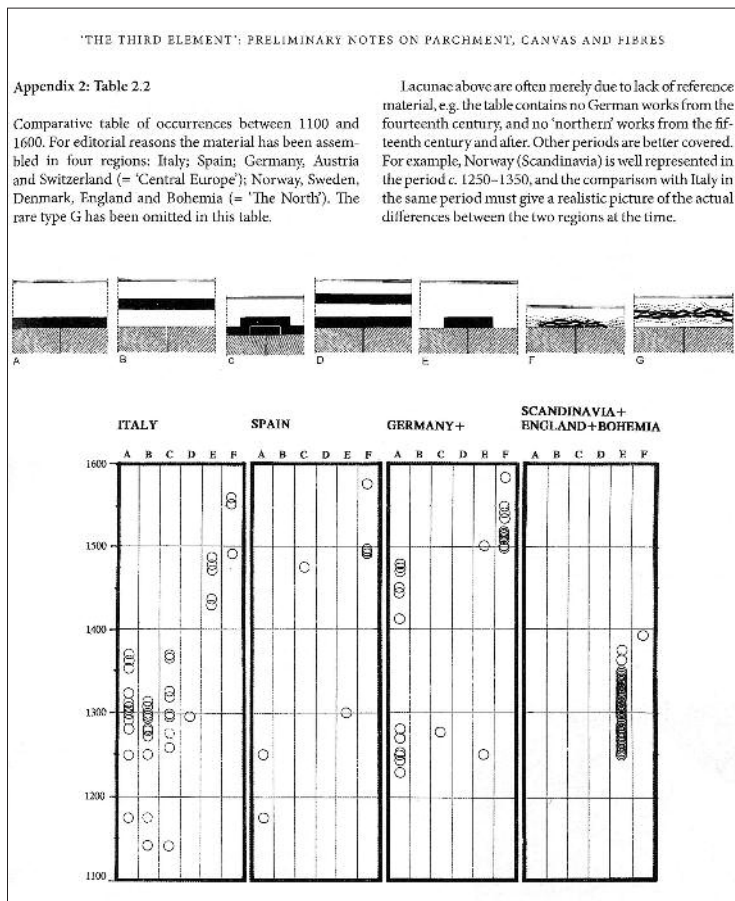 'THE THIRD ELEMENT': PRELIMINARY NOTES ON PARCHMENT, CANVAS AND FIBRES
Appendix 2: Table 2.2
Comparative table of occurrences between 1100 and
1600. For editorial reasons the material has been assem-
bled in four regions: Italy; Spain; Germany, Austria
and Switzerland (= 'Central Europe'); Norway, Sweden,
Denmark, England and Bohemia (= 'The North'). The
rare type G has been omitted in this table.
Lacunae above are often merely due to lack of reference
material, e.g. the table contains no German works from the
fourteenth century, and no 'northern' works from the fif-
teenth century and after. Other periods are better covered.
For example, Norway (Scandinavia) is well represented in
the period c. 1250–1350, and the comparison with Italy in
the same period must give a realistic picture of the actual
differences between the two regions at the time.
A B C D E F G
ITALY
SPAIN
GERMANY+
SCANDINAVIA+
ENGLAND+BOHEMIA
A B C D E F A B C D E F A B C D E F A B C D E F
1600
1500
1400
1300
1200
1100